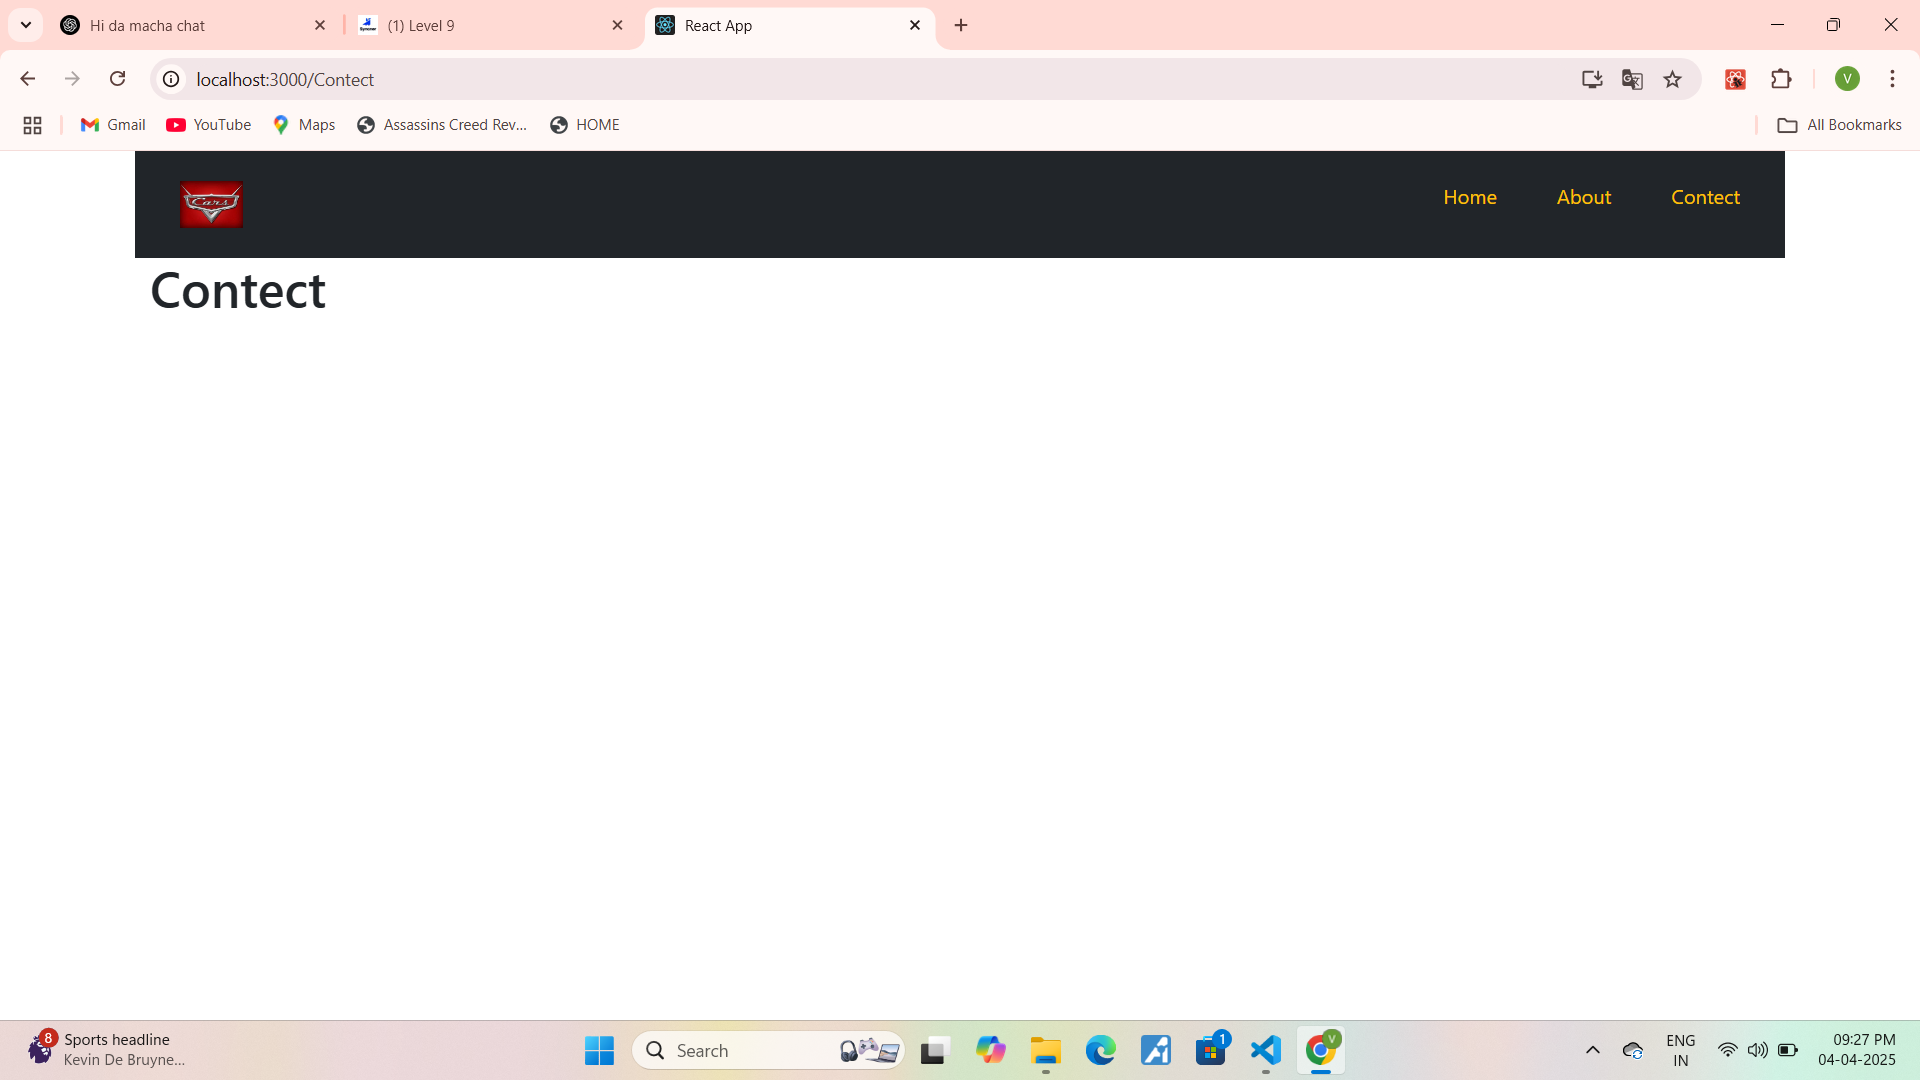 Hi da macha chat
(1) Level 9
React App
localhost:3000/Contect
V
Gmail
YouTube
Maps
Assassins Creed Rev...
HOME
All Bookmarks
Cars
Home
About
Contect
Contect
8
Sports headline
Kevin De Bruyne...
Search
1
V
ENG
IN
09:27 PM
04-04-2025